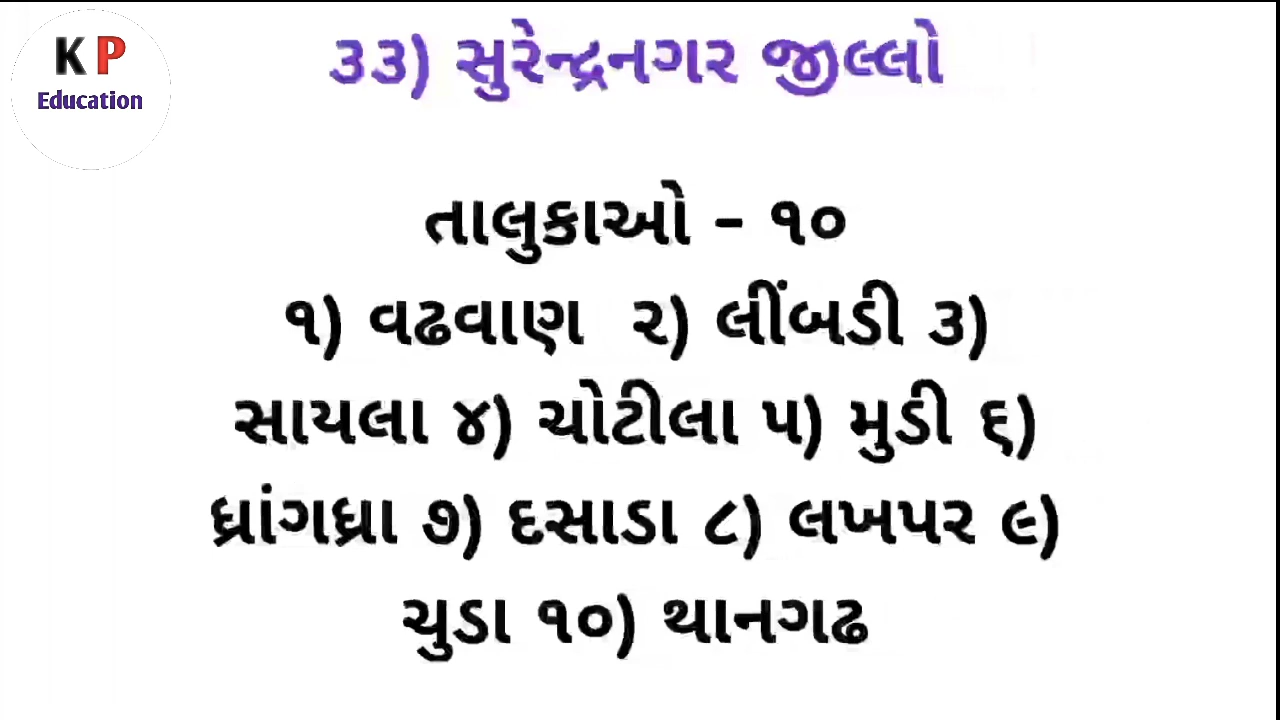 K P
Education
૩૩) સુરેન્દ્રનગર જીલ્લો
તાલુકાઓ - ૧૦
૧) વઢવાણ ૨) લીંબડી ૩)
સાયલા ૪) ચોટીલા ૫) મુડી ૬)
ધ્રાંગધ્રા ૭) દસાડા ૮) લખપર ૯)
ચુડા ૧૦) થાનગઢ